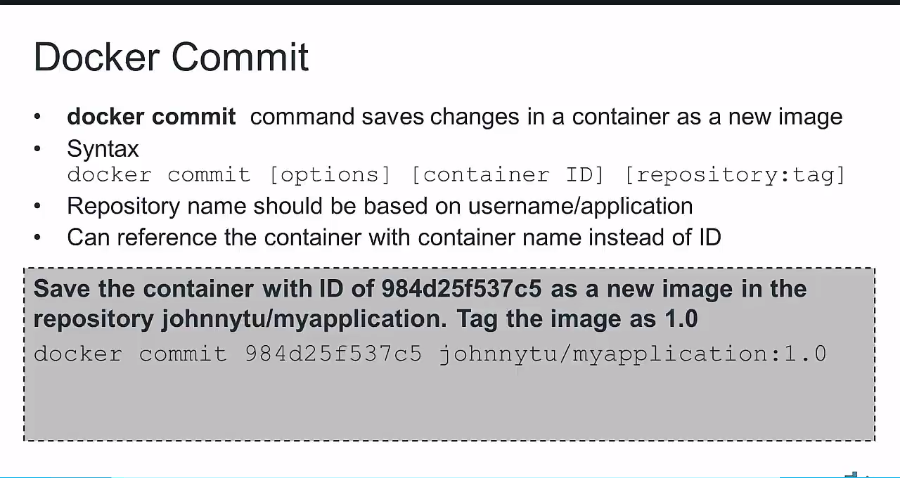 Docker Commit
• docker commit command saves changes in a container as a new image
• Syntax
docker commit [options] [container ID] [repository:tag]
• Repository name should be based on username/application
• Can reference the container with container name instead of ID
Save the container with ID of 984d25f537c5 as a new image in the
repository johnnytu/myapplication. Tag the image as 1.0
docker commit 984d25f537c5 johnnytu/myapplication:1.0